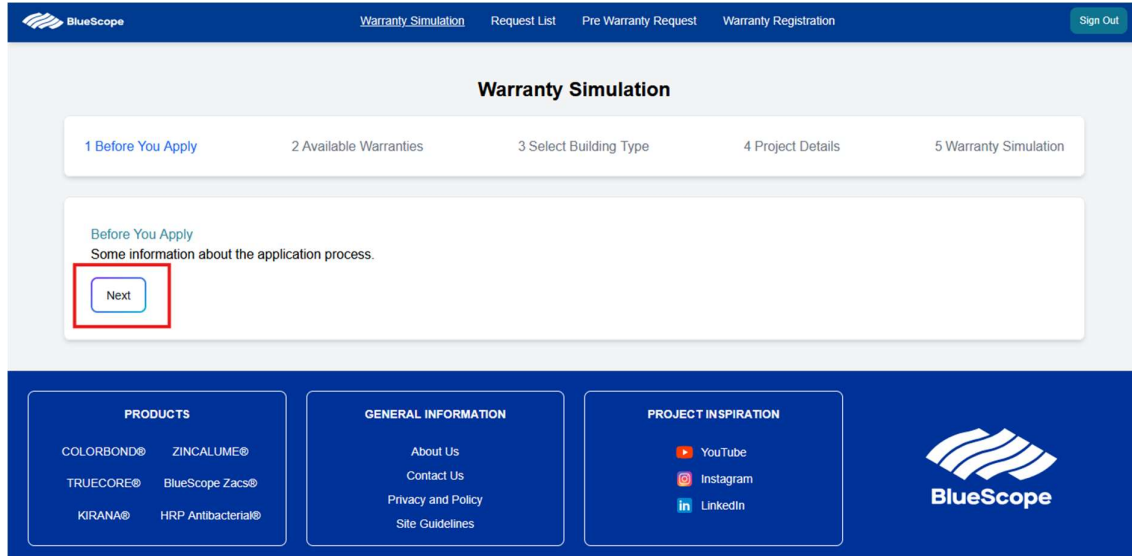 BlueScope Warranty Simulation Request List Pre Warranty Request Warranty Registration Sign Out
Warranty Simulation
1 Before You Apply 2 Available Warranties 3 Select Building Type 4 Project Details 5 Warranty Simulation
Before You Apply
Some information about the application process.
Next
PRODUCTS
COLORBOND® ZINCALUME®
TRUECORE® BlueScope Zacs®
KIRANA® HRP Antibacterial®
GENERAL INFORMATION
About Us
Contact Us
Privacy and Policy
Site Guidelines
PROJECT INSPIRATION
YouTube
Instagram
in LinkedIn
BlueScope